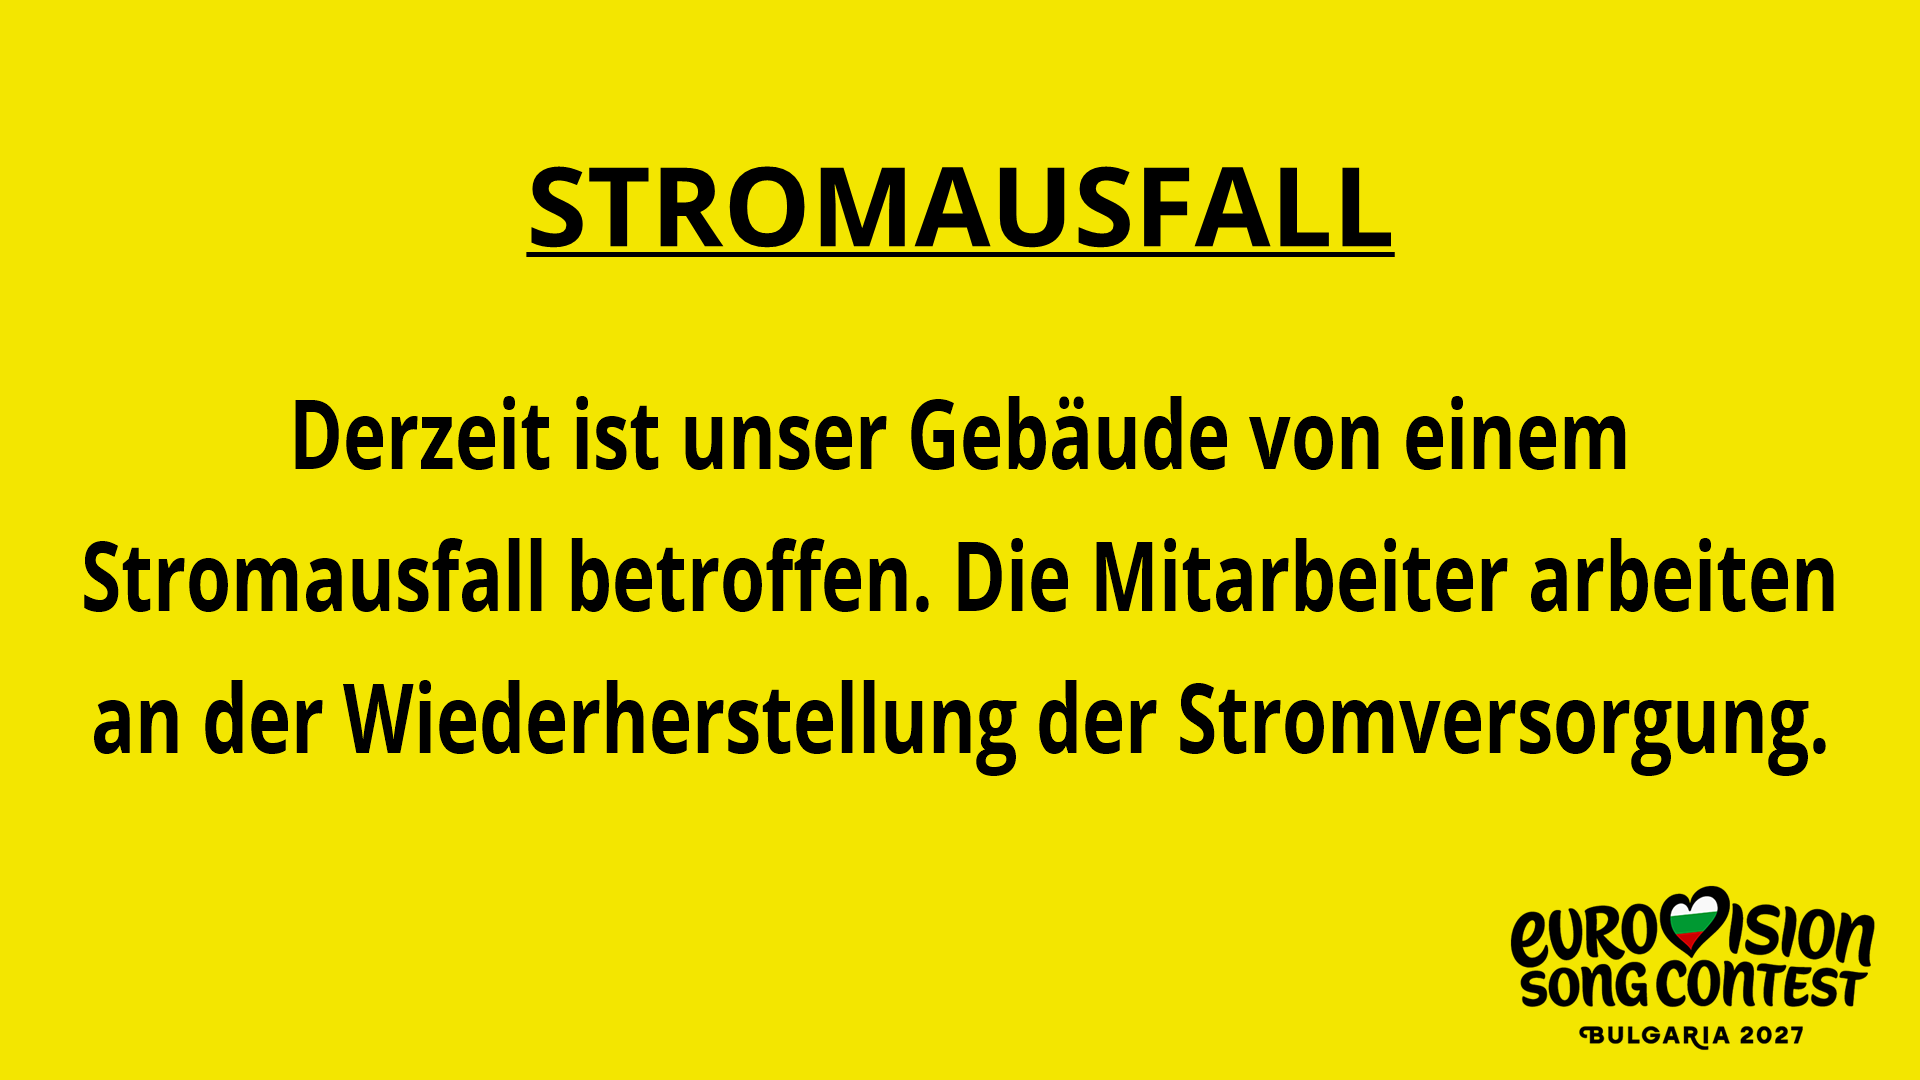 STROMAUSFALL
Derzeit ist unser Gebäude von einem
Stromausfall betroffen. Die Mitarbeiter arbeiten
an der Wiederherstellung der Stromversorgung.
EUROVISION
SONG CONTEST
BULGARIA 2027